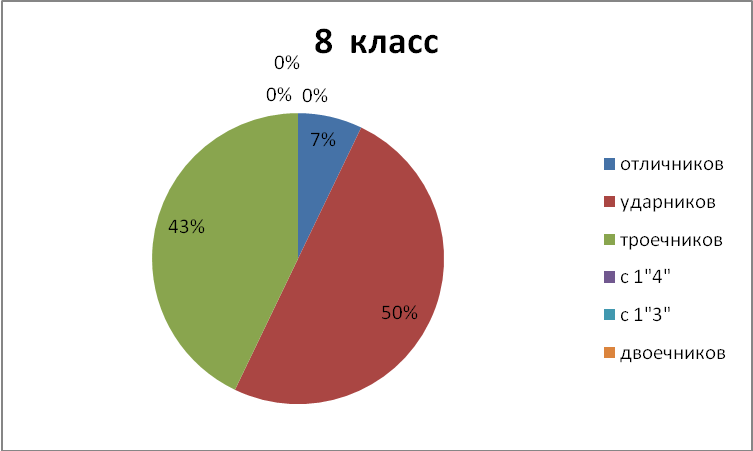 8 класс
0%
0% 0%
7%
43%
50%
отличников
ударников
троечников
с 1"4"
с 1"3"
двоечников